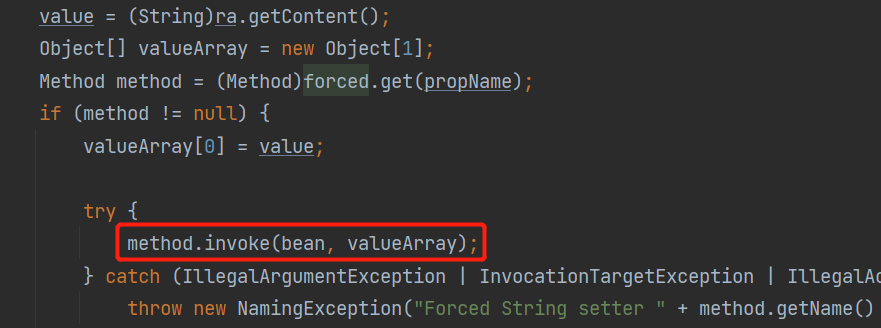 value = (String)ra.getContent();
Object[] valueArray = new Object[1];
Method method = (Method)forced.get(propName);
if (method != null) {
valueArray[0] = value;
try {
method.invoke(bean, valueArray);
} catch (IllegalArgumentException | InvocationTargetException | IllegalAc
throw new NamingException("Forced String setter " + method.getName()